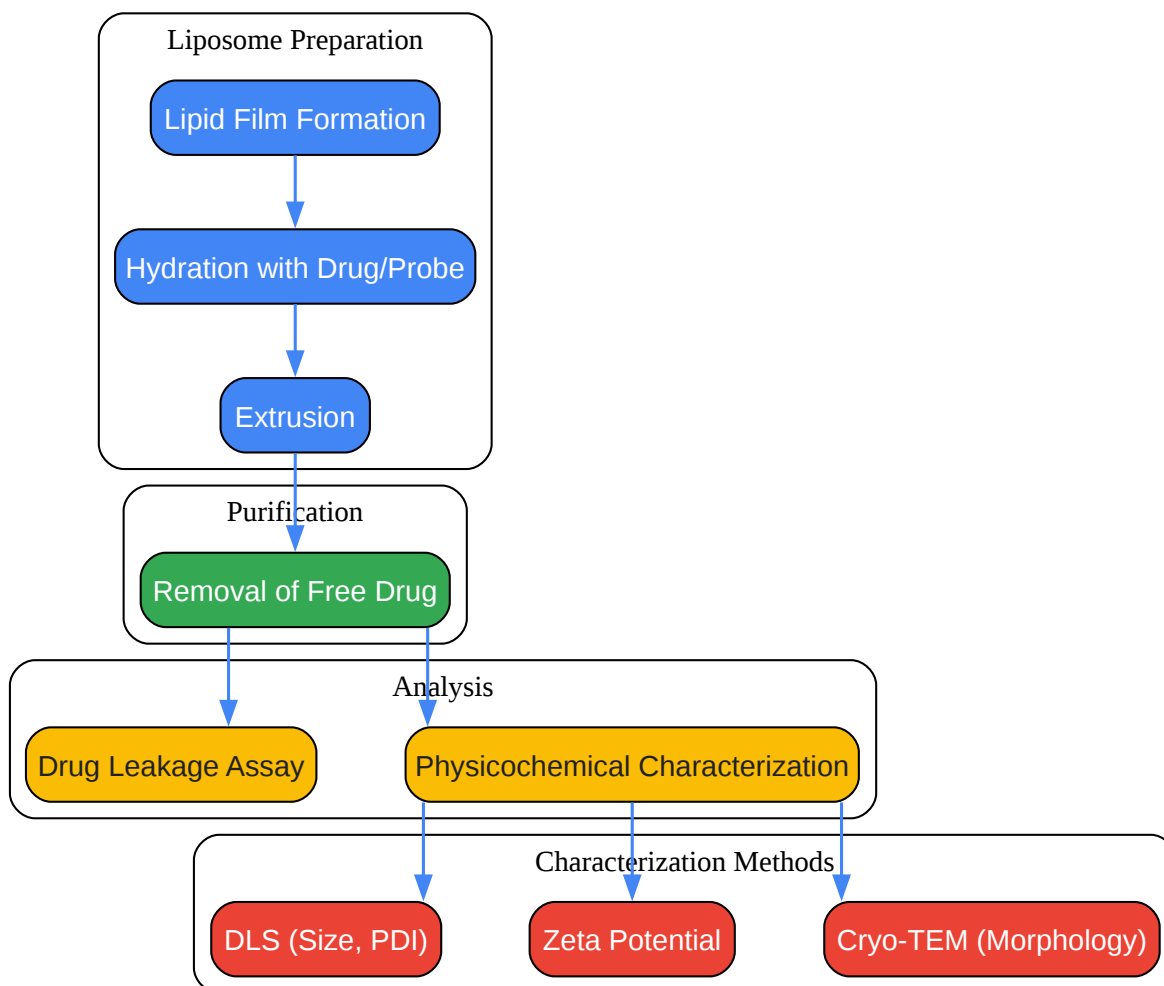 Liposome Preparation
Lipid Film Formation
Hydration with Drug/Probe
Extrusion
Purification
Removal of Free Drug
Analysis
Drug Leakage Assay
Physicochemical Characterization
Characterization Methods
DLS (Size, PDI)
Zeta Potential
Cryo-TEM (Morphology)